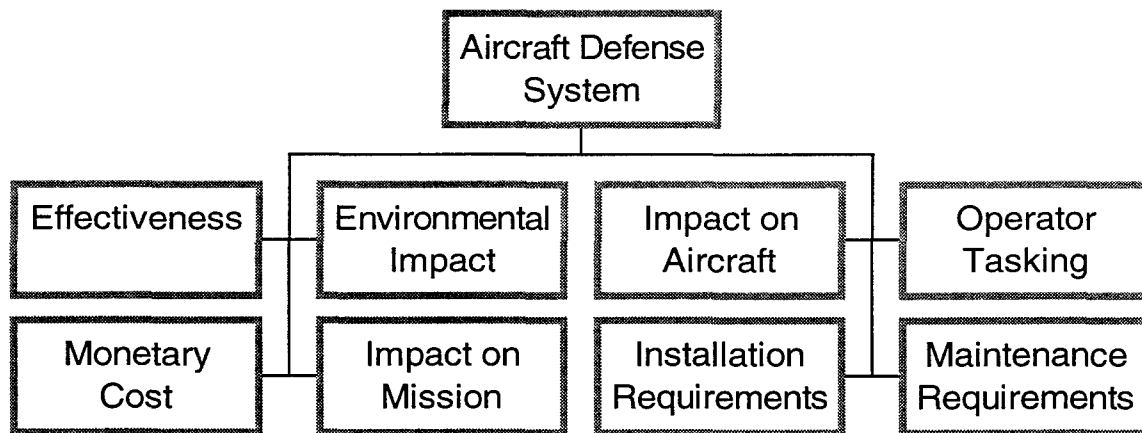 Aircraft Defense
System
Effectiveness
Environmental
Impact
Impact on
Aircraft
Operator
Tasking
Monetary
Cost
Impact on
Mission
Installation
Requirements
Maintenance
Requirements